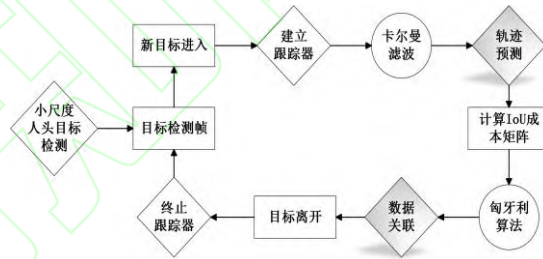 新目标进入
建立
跟踪器
卡尔曼
滤波
轨迹
预测
小尺度
人头目标
检测
目标检测帧
计算IoU成
本矩阵
终止
跟踪器
目标离开
数据
关联
匈牙利
算法